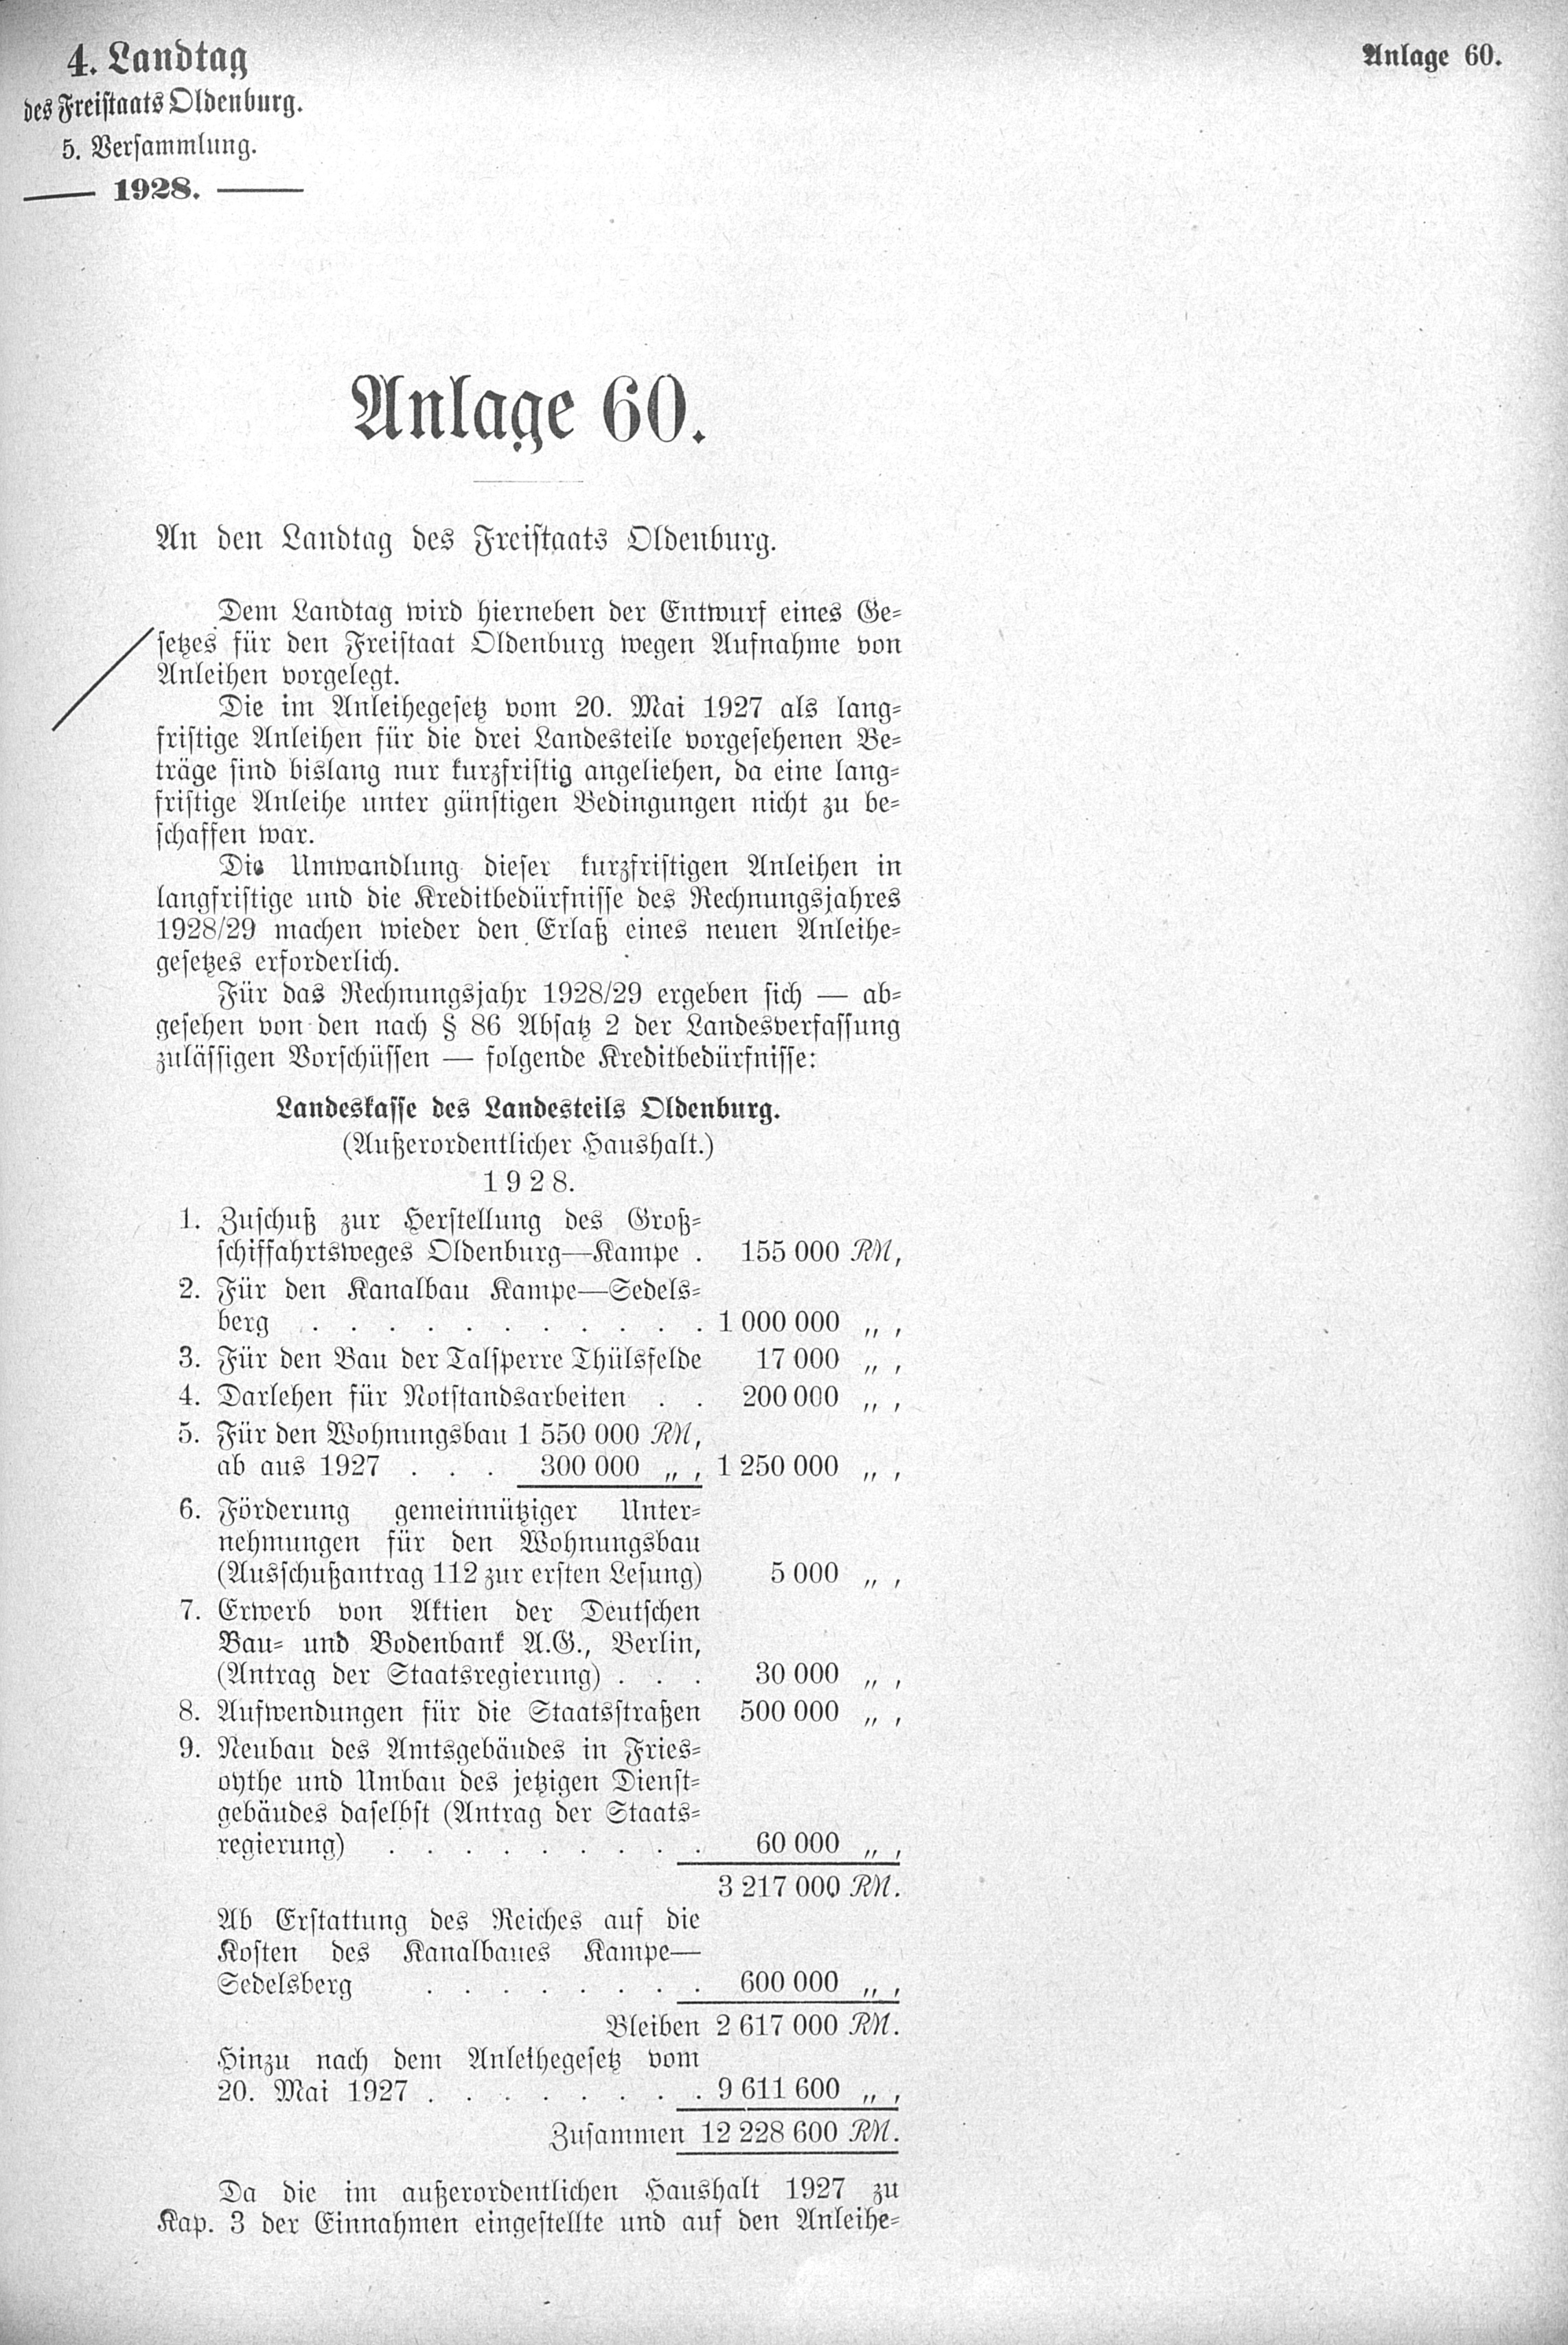 4. Landtag
des Freistaats Oldenburg.
5. Versammlung.
1928.
Anlage 60.
Anlage 60.
An den Landtag des Freistaats Oldenburg.
Dem Landtag wird hierneben der Entwurf eines Ge-
setzes für den Freistaat Oldenburg wegen Aufnahme von
Anleihen vorgelegt.
Die im Anleihegesetz vom 20. Mai 1927 als lang-
fristige Anleihen für die drei Landesteile vorgesehenen Be-
träge sind bislang nur kurzfristig angeliehen, da eine lang-
fristige Anleihe unter günstigen Bedingungen nicht zu be-
schaffen war.
Die Umwandlung dieser kurzfristigen Anleihen in
langfristige und die Kreditbedürfnisse des Rechnungsjahres
1928/29 machen wieder den Erlaß eines neuen Anleihe-
gesetzes erforderlich.
Für das Rechnungsjahr 1928/29 ergeben sich — ab-
gesehen von den nach § 86 Absatz 2 der Landesverfassung
zulässigen Vorschüssen — folgende Kreditbedürfnisse:
Landeskasse des Landesteils Oldenburg.
(Außerordentlicher Haushalt.)
1928.
1. Zuschuß zur Herstellung des Groß-
schiffahrtsweges Oldenburg—Kampe . 155 000 RM,
2. Für den Kanalbau Kampe—Sedels-
berg . . . . . . . . . . . 1 000 000 „ ,
3. Für den Bau der Talsperre Thülsfelde 17 000 „ ,
4. Darlehen für Notstandsarbeiten . . 200 000 „ ,
5. Für den Wohnungsbau 1 550 000 RM,
ab aus 1927 . . . 300 000 „ , 1 250 000 „ ,
6. Förderung gemeinnütziger Unter-
nehmungen für den Wohnungsbau
(Ausschußantrag 112 zur ersten Lesung) 5 000 „ ,
7. Erwerb von Aktien der Deutschen
Bau- und Bodenbank A.G., Berlin,
(Antrag der Staatsregierung) . . . 30 000 „ ,
8. Aufwendungen für die Staatsstraßen 500 000 „ ,
9. Neubau des Amtsgebäudes in Fries-
oythe und Umbau des jetzigen Dienst-
gebäudes daselbst (Antrag der Staats-
regierung) . . . . . . . . . 60 000 „ ,
3 217 000 RM.
Ab Erstattung des Reiches auf die
Kosten des Kanalbaues Kampe—
Sedelsberg . . . . . . . . 600 000 „ ,
Bleiben 2 617 000 RM.
Hinzu nach dem Anleihegesetz vom
20. Mai 1927 . . . . . . . . 9 611 600 „ ,
Zusammen 12 228 600 RM.
Da die im außerordentlichen Haushalt 1927 zu
Kap. 3 der Einnahmen eingestellte und auf den Anleihe-